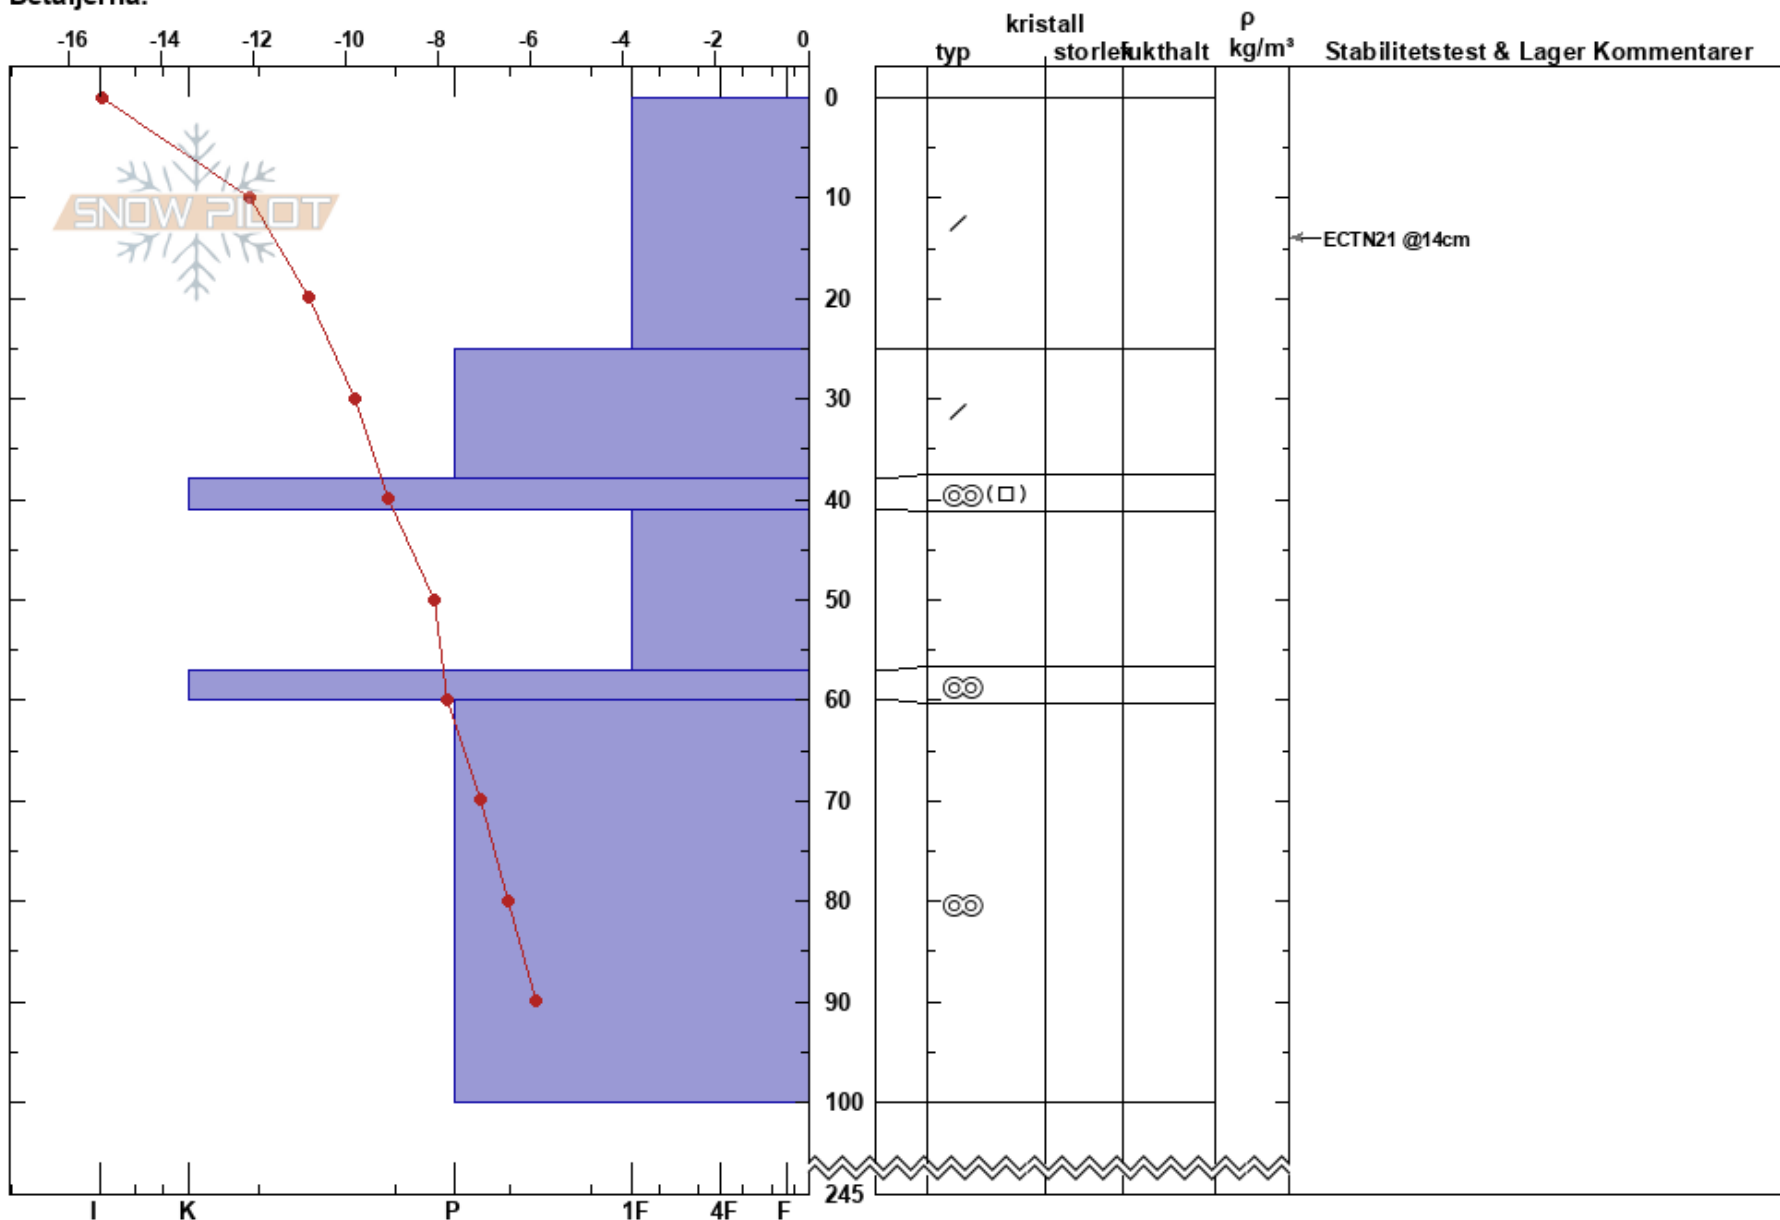 -16 -14 -12 -10 -8 -6 -4 -2 0
kristall
ρ
typ storlek fukthalt kg/m³ Stabilitetstest & Lager Kommentarer
0
10
SNOW PILOT
ECTN21 @14cm
20
30
40
(□)
50
60
70
80
90
100
245
I K P 1F 4F F